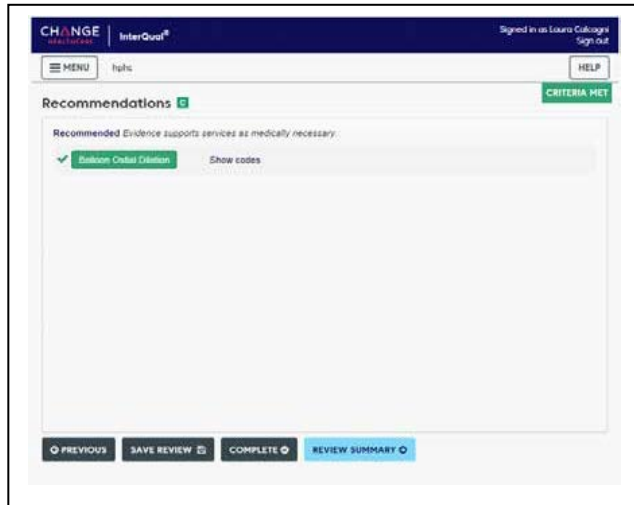 CHANGE HEALTHCARE InterQual®
Signed in as Laura Calcagni
Sign out
MENU hphc HELP
CRITERIA MET
Recommendations C
Recommended Evidence supports services as medically necessary.
Balloon Ostial Dilation Show codes
PREVIOUS SAVE REVIEW COMPLETE REVIEW SUMMARY